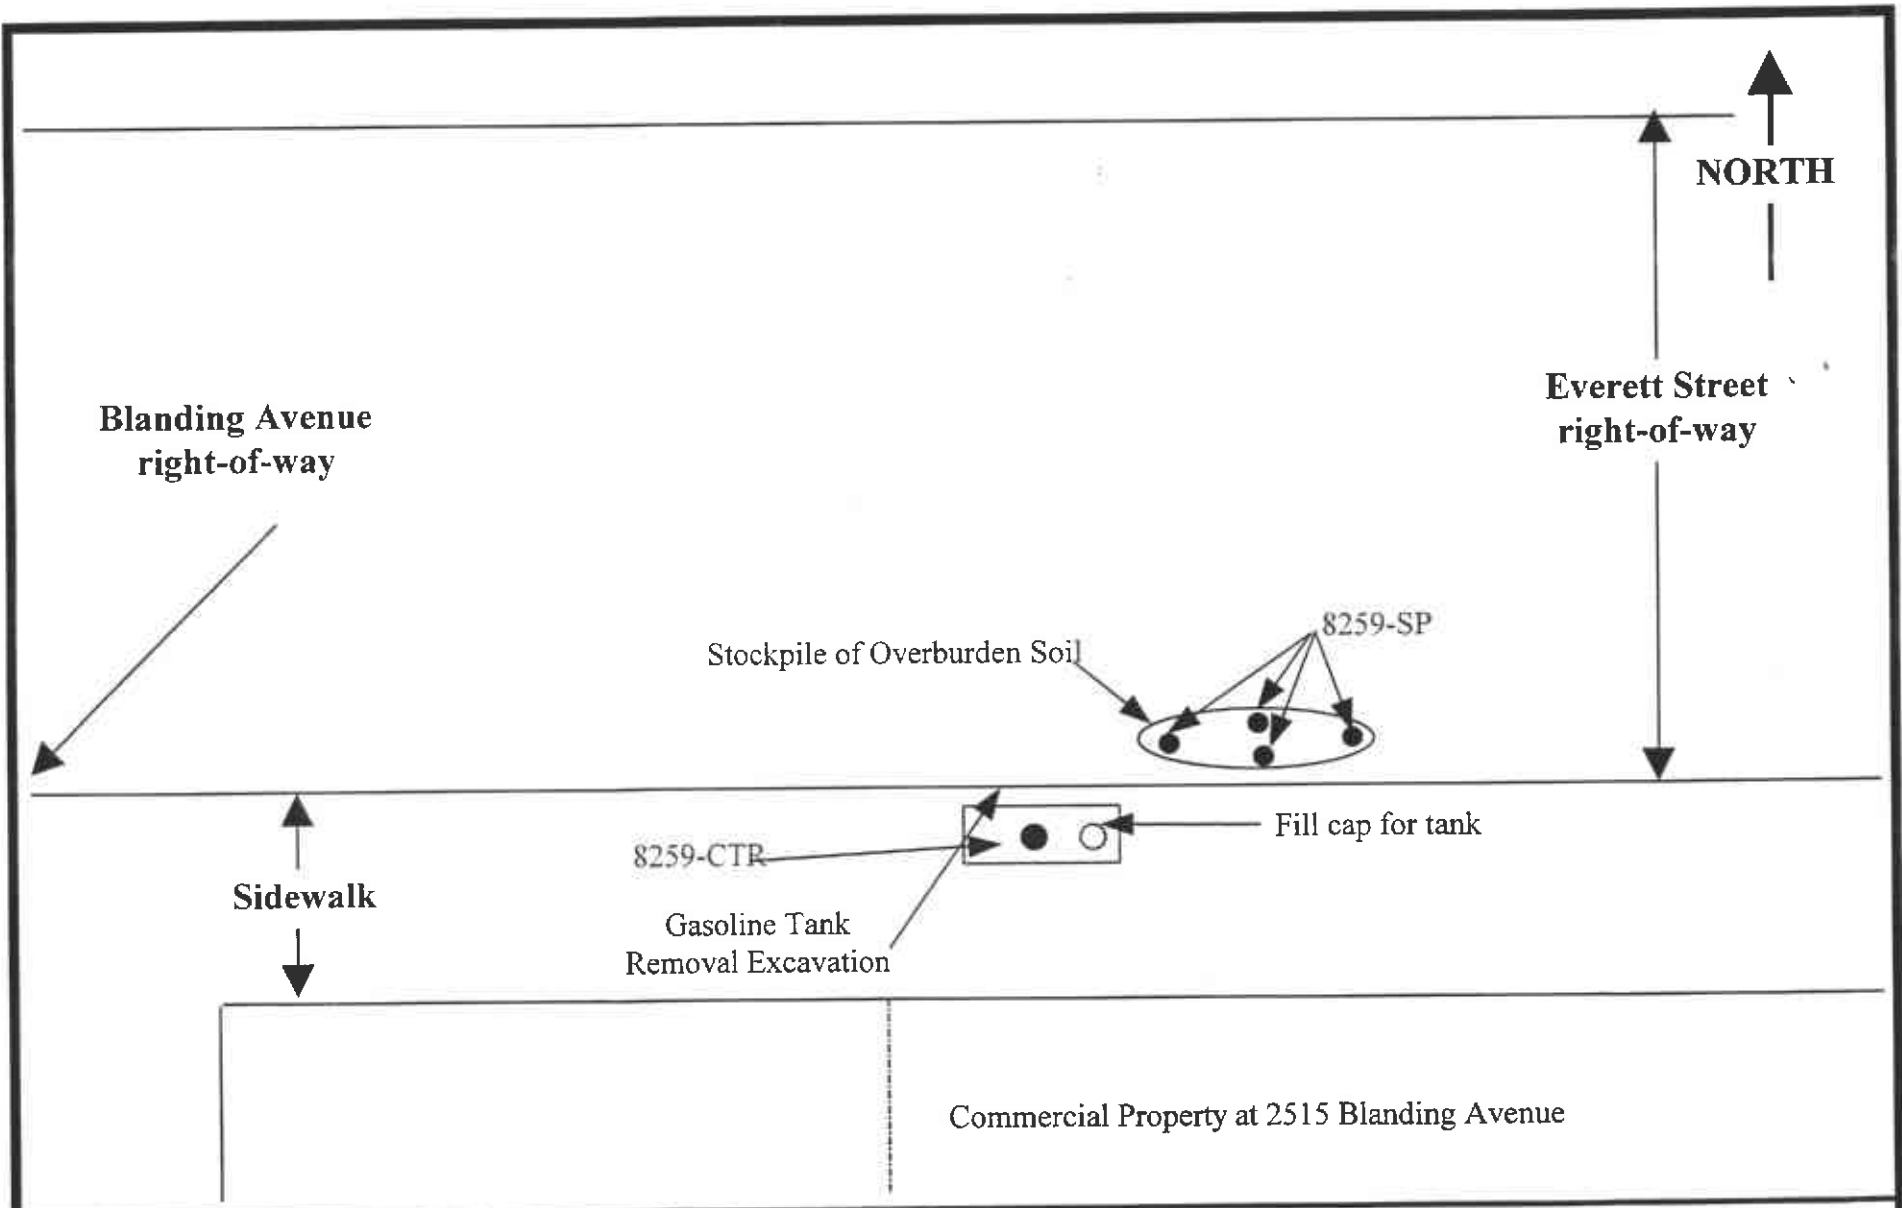 NORTH
Everett Street
right-of-way
Blanding Avenue
right-of-way
8259-SP
Stockpile of Overburden Soil
Fill cap for tank
8259-CTR
Sidewalk
Gasoline Tank
Removal Excavation
Commercial Property at 2515 Blanding Avenue